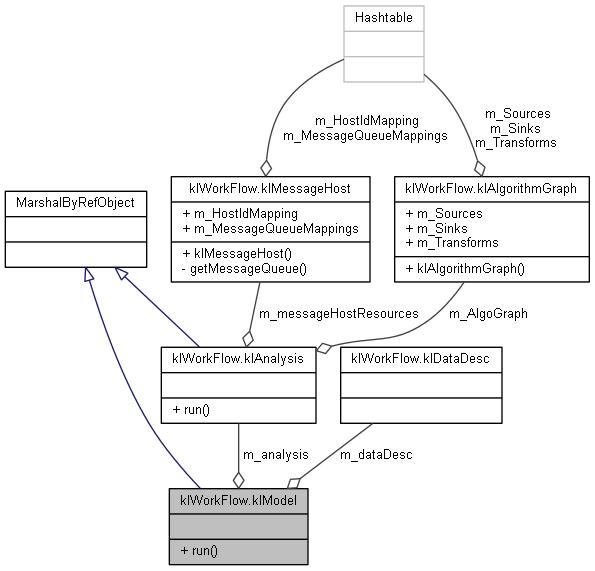 Hashtable
m_HostIdMapping
m_MessageQueueMappings
m_Sources
m_Sinks
m_Transforms
klWorkFlow.klMessageHost
+ m_HostIdMapping
+ m_MessageQueueMappings
+ klMessageHost()
- getMessageQueue()
klWorkFlow.klAlgorithmGraph
+ m_Sources
+ m_Sinks
+ m_Transforms
+ klAlgorithmGraph()
MarshalByRefObject
m_messageHostResources
m_AlgoGraph
klWorkFlow.klAnalysis
+ run()
klWorkFlow.klDataDesc
m_analysis
m_dataDesc
klWorkFlow.klModel
+ run()